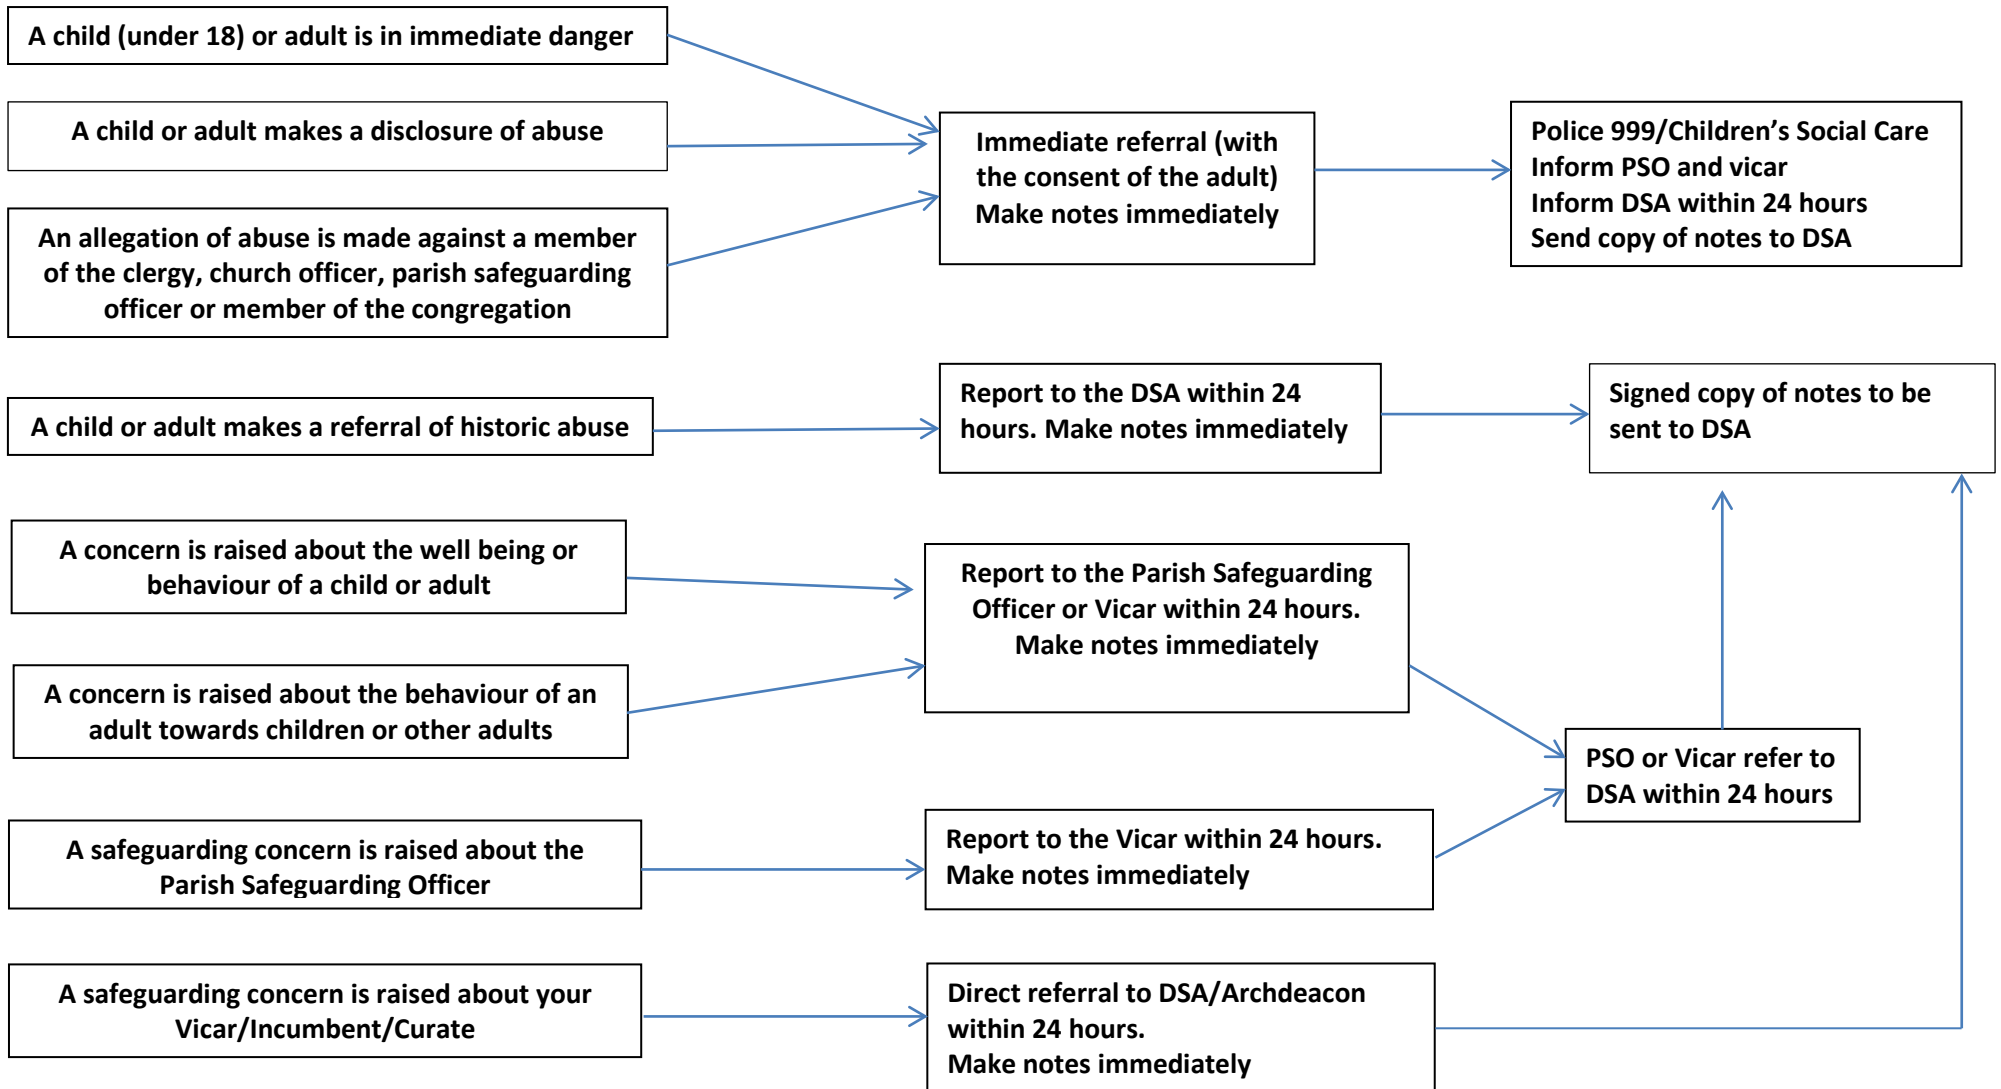 A child (under 18) or adult is in immediate danger
A child or adult makes a disclosure of abuse
An allegation of abuse is made against a member
of the clergy, church officer, parish safeguarding
officer or member of the congregation
Immediate referral (with
the consent of the adult)
Make notes immediately
Police 999/Children’s Social Care
Inform PSO and vicar
Inform DSA within 24 hours
Send copy of notes to DSA
A child or adult makes a referral of historic abuse
Report to the DSA within 24
hours. Make notes immediately
Signed copy of notes to be
sent to DSA
A concern is raised about the well being or
behaviour of a child or adult
A concern is raised about the behaviour of an
adult towards children or other adults
Report to the Parish Safeguarding
Officer or Vicar within 24 hours.
Make notes immediately
PSO or Vicar refer to
DSA within 24 hours
A safeguarding concern is raised about the
Parish Safeguarding Officer
Report to the Vicar within 24 hours.
Make notes immediately
A safeguarding concern is raised about your
Vicar/Incumbent/Curate
Direct referral to DSA/Archdeacon
within 24 hours.
Make notes immediately